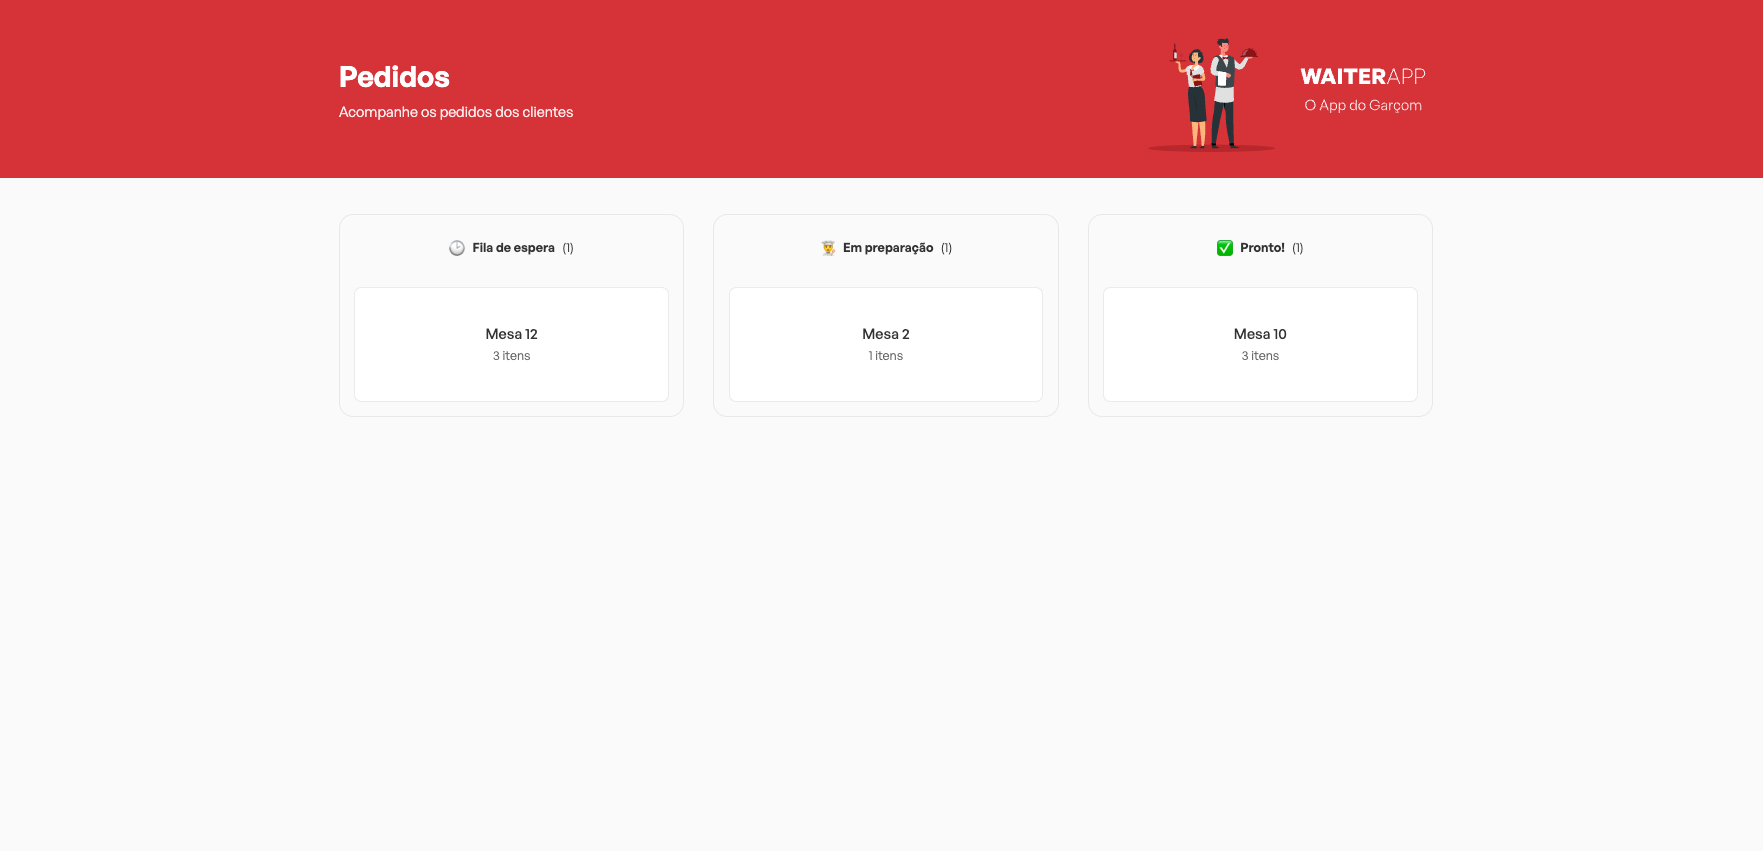 Pedidos
Acompanhe os pedidos dos clientes
WAITERAPP
O App do Garçom
🕑 Fila de espera (1)
Mesa 12
3 itens
👨‍🍳 Em preparação (1)
Mesa 2
1 itens
✅ Pronto! (1)
Mesa 10
3 itens